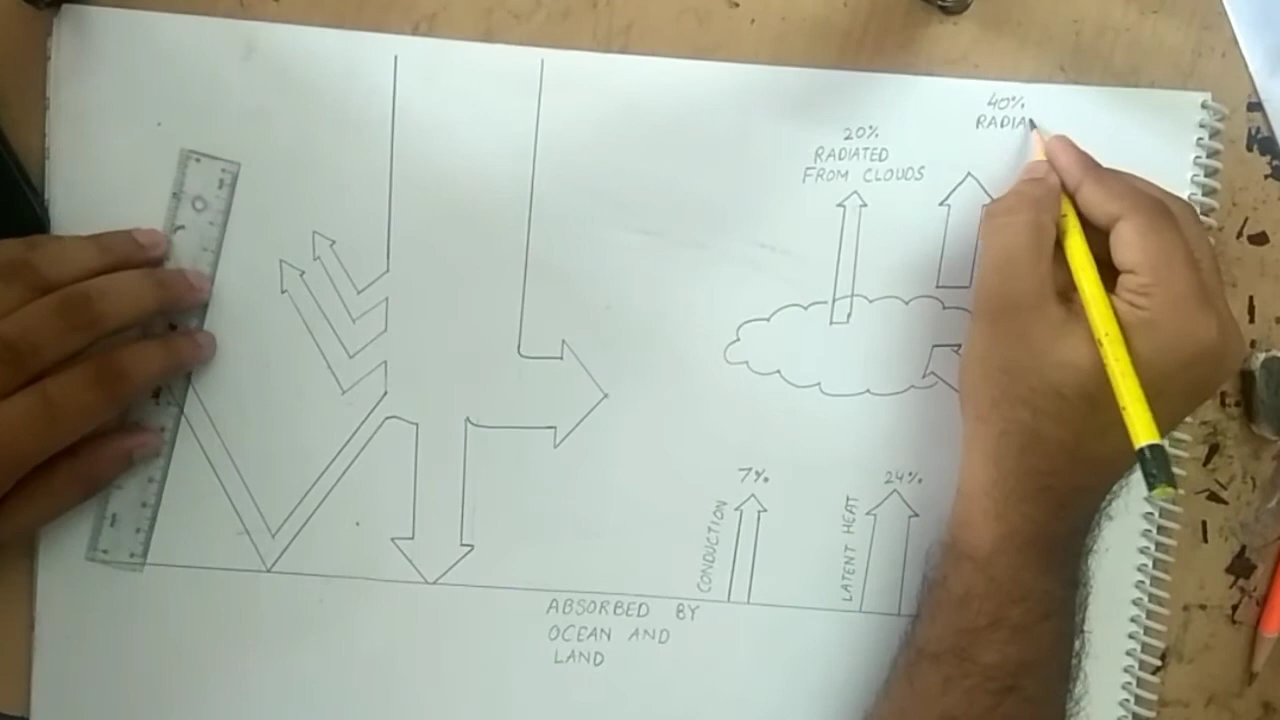 40%
RADIA
20%
RADIATED
FROM CLOUDS
7%
CONDUCTION
24%
LATENT HEAT
ABSORBED BY
OCEAN AND
LAND